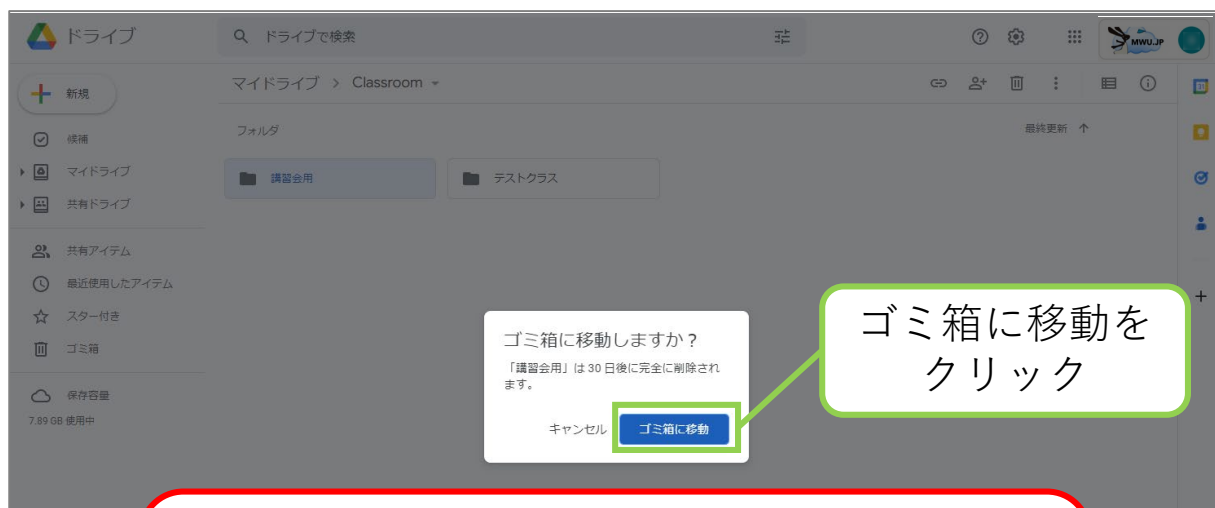 ドライブ
ドライブで検索
MWU.JP
新規
マイドライブ > Classroom
候補
フォルダ
最終更新 ↑
マイドライブ
講習会用
テストクラス
共有ドライブ
共有アイテム
最近使用したアイテム
スター付き
ゴミ箱
保存容量
7.89 GB 使用中
ゴミ箱に移動しますか？
「講習会用」は 30 日後に完全に削除され
ます。
キャンセル
ゴミ箱に移動
ゴミ箱に移動を
クリック